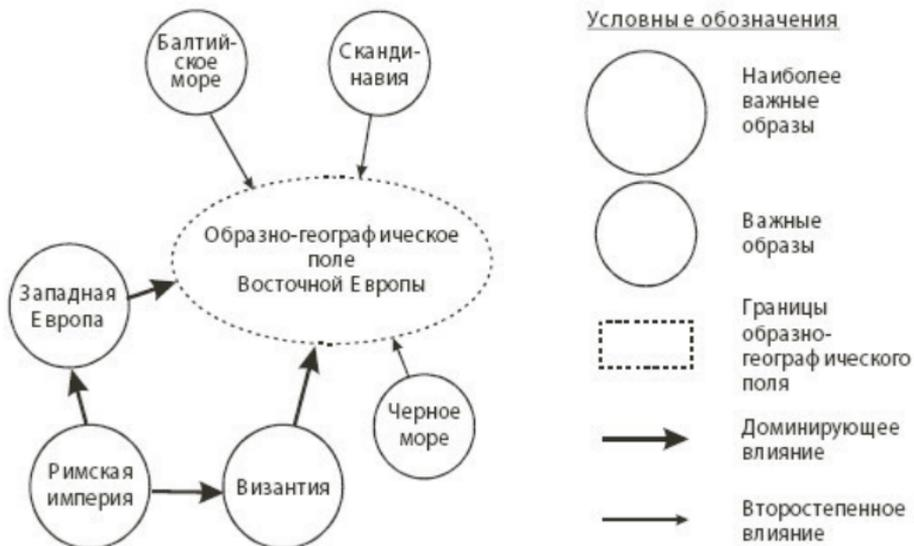 Балтий-
ское
море
Сканди-
навия
Образно-географическое
поле
Восточной Европы
Западная
Европа
Черное
море
Римская
империя
Византия
Условные обозначения
Наиболее
важные
образы
Важные
образы
Границы
образно-
географического
поля
Доминирующее
влияние
Второстепенное
влияние